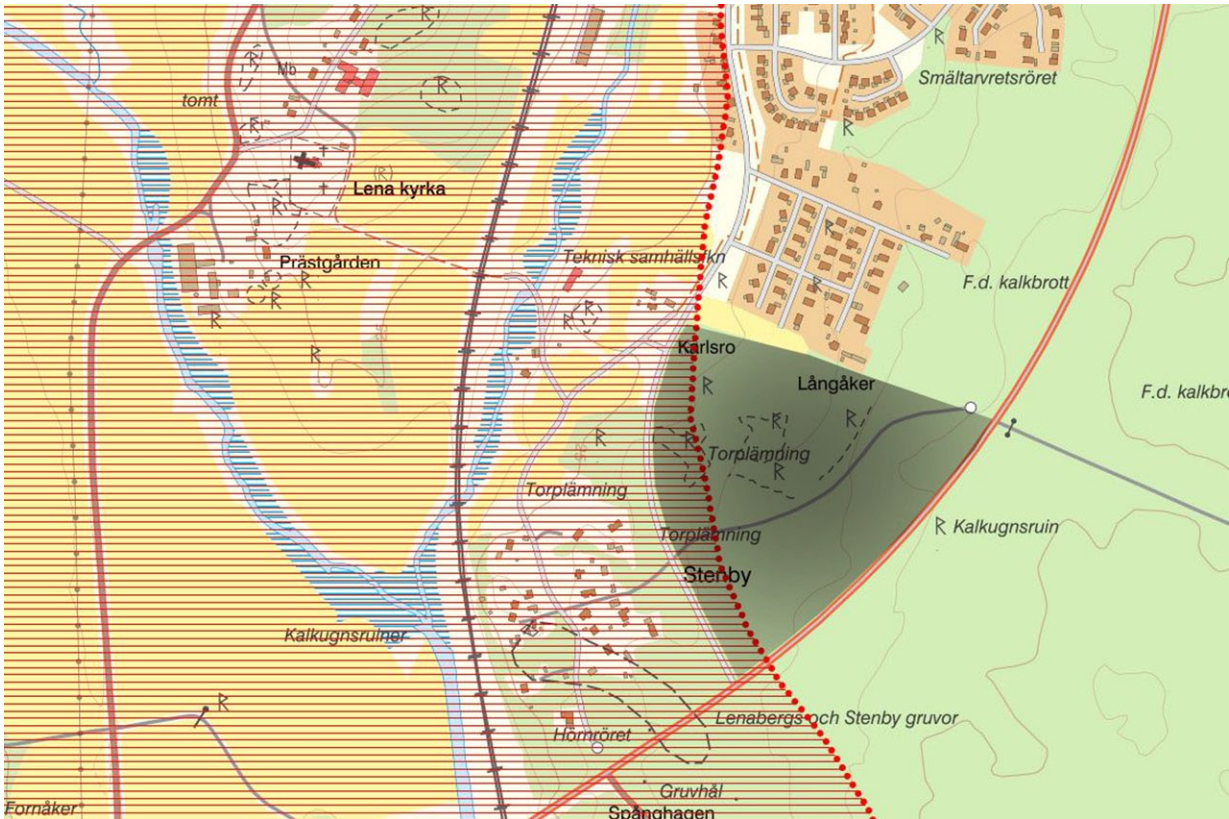 Mb
Smältarvretsröret
tomt
Lena kyrka
Teknisk samhällsfkn
Prästgården
F.d. kalkbrott
Karlsro
Långåker
F.d. kalkbro
Torplämning
Torplämning
Torplämning
Kalkugnsruin
Stenby
Kalkugnsruiner
Lenabergs och Stenby gruvor
Hörnröret
Gruvhål
Fornåker
Spånghagen